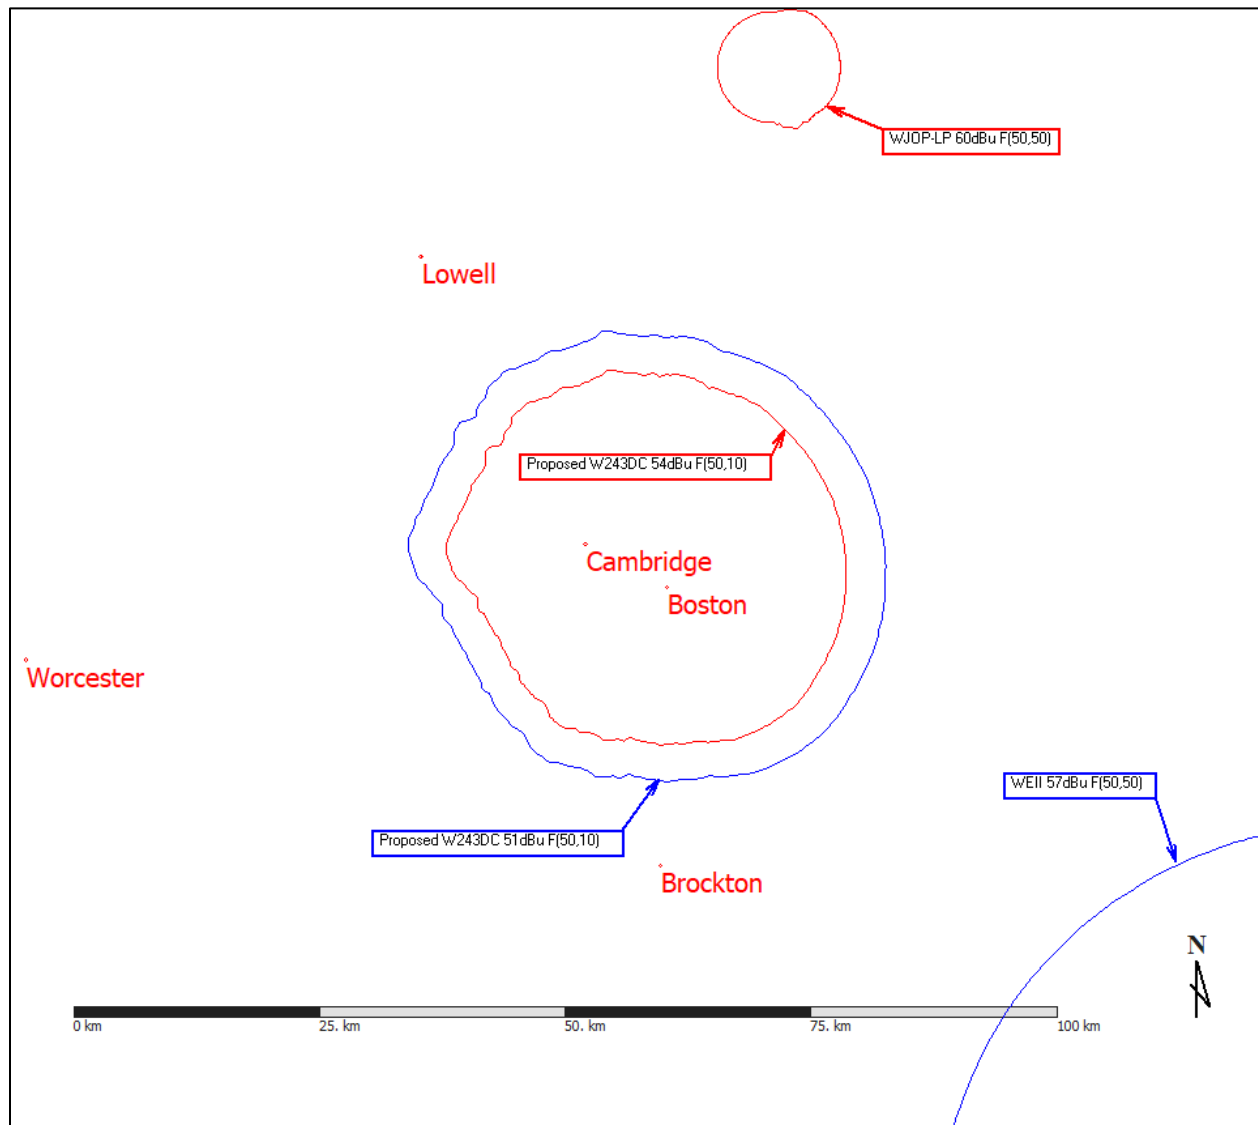 WJOP-LP 60dBu F(50,50)
Lowell
Proposed W243DC 54dBu F(50,10)
Cambridge
Boston
Worcester
WEII 57dBu F(50,50)
Proposed W243DC 51dBu F(50,10)
Brockton
N
0 km 25. km 50. km 75. km 100 km